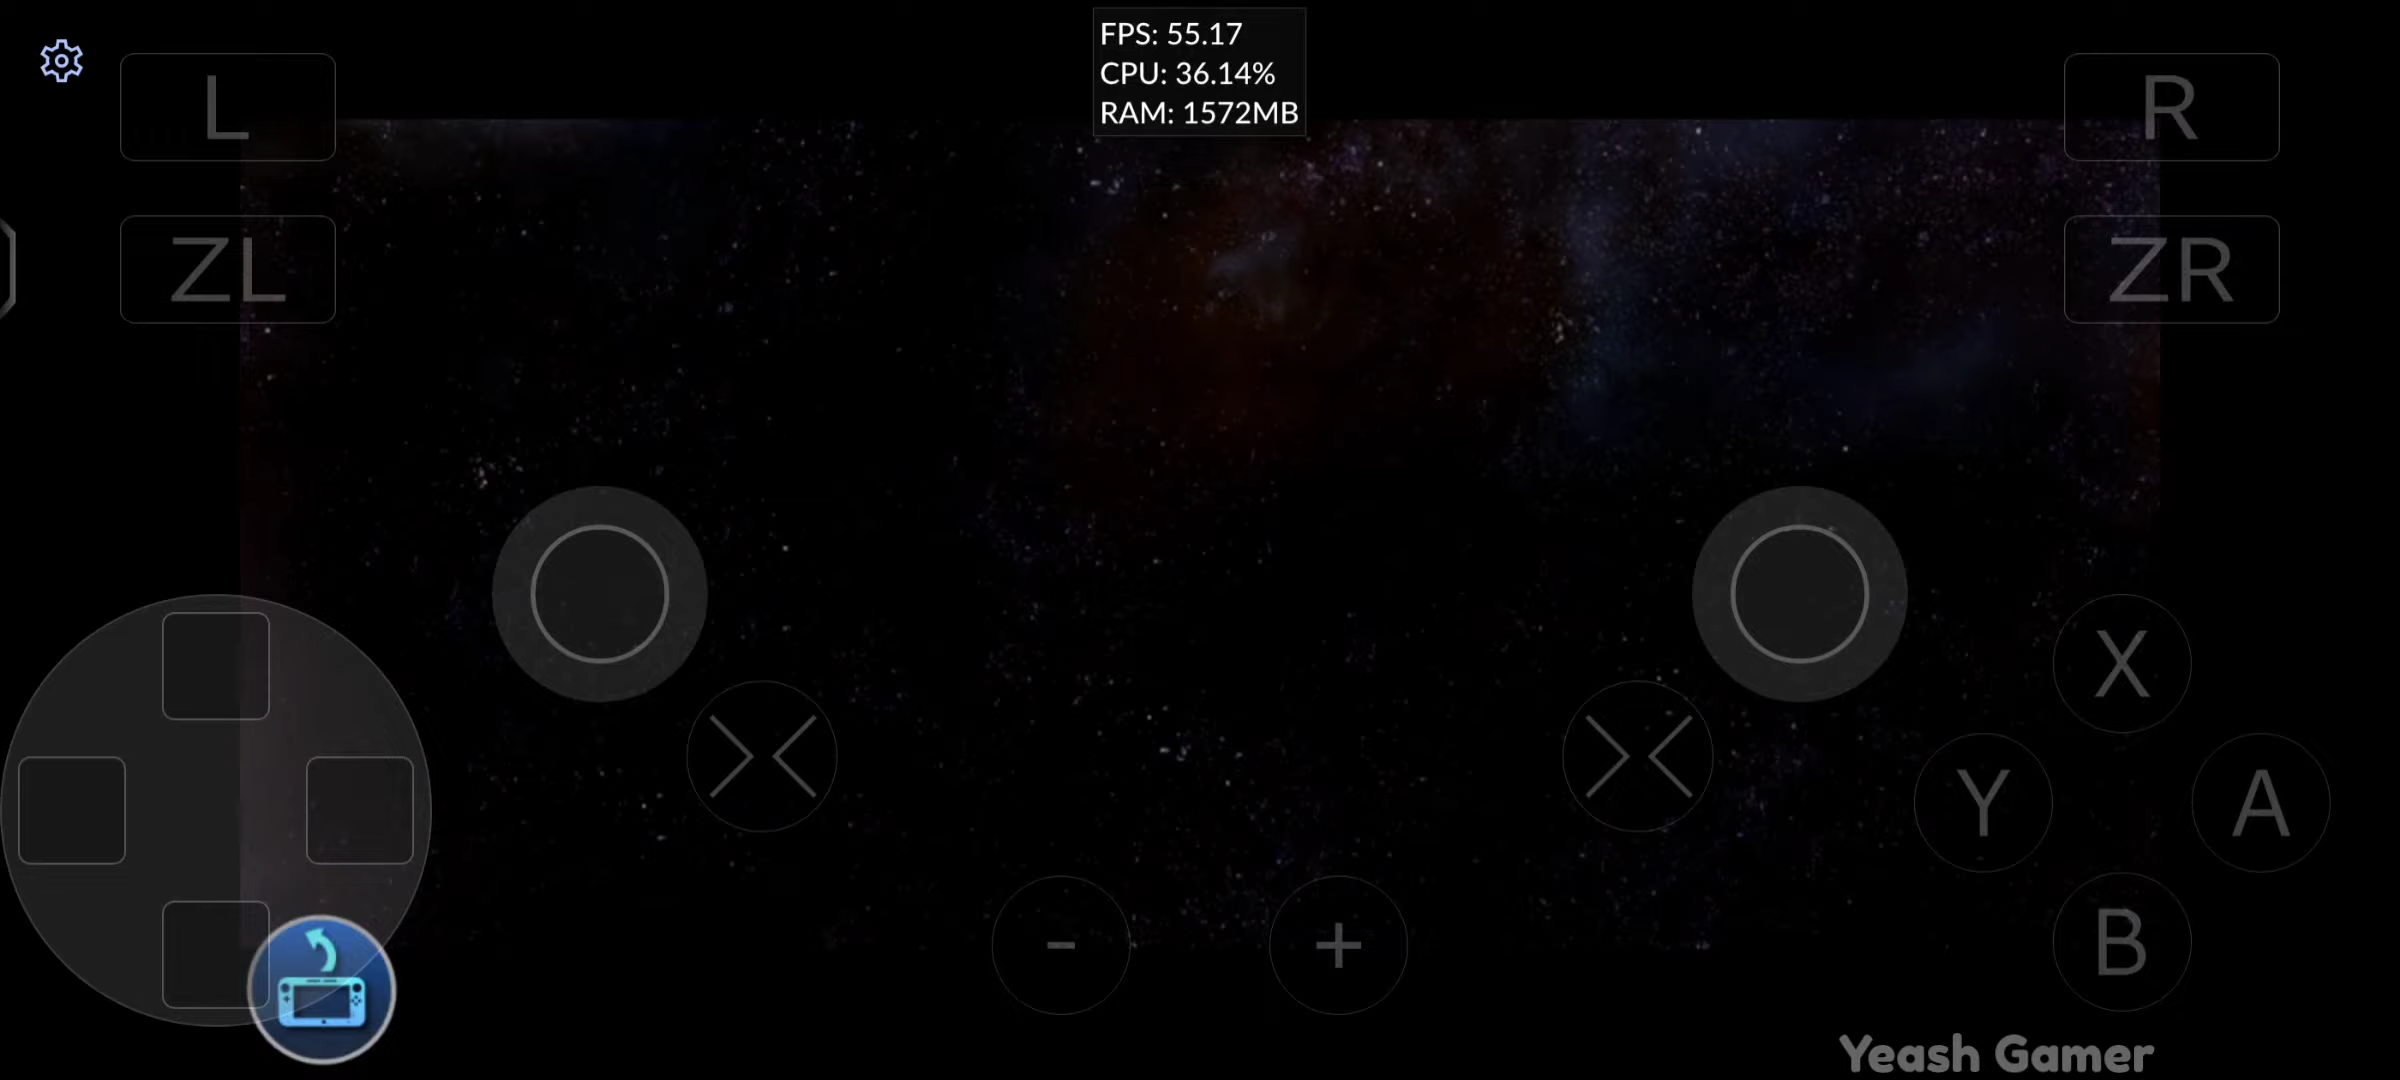 FPS: 55.17
CPU: 36.14%
RAM: 1572MB
L
R
ZL
ZR
X
Y
A
-
+
B
Yeash Gamer